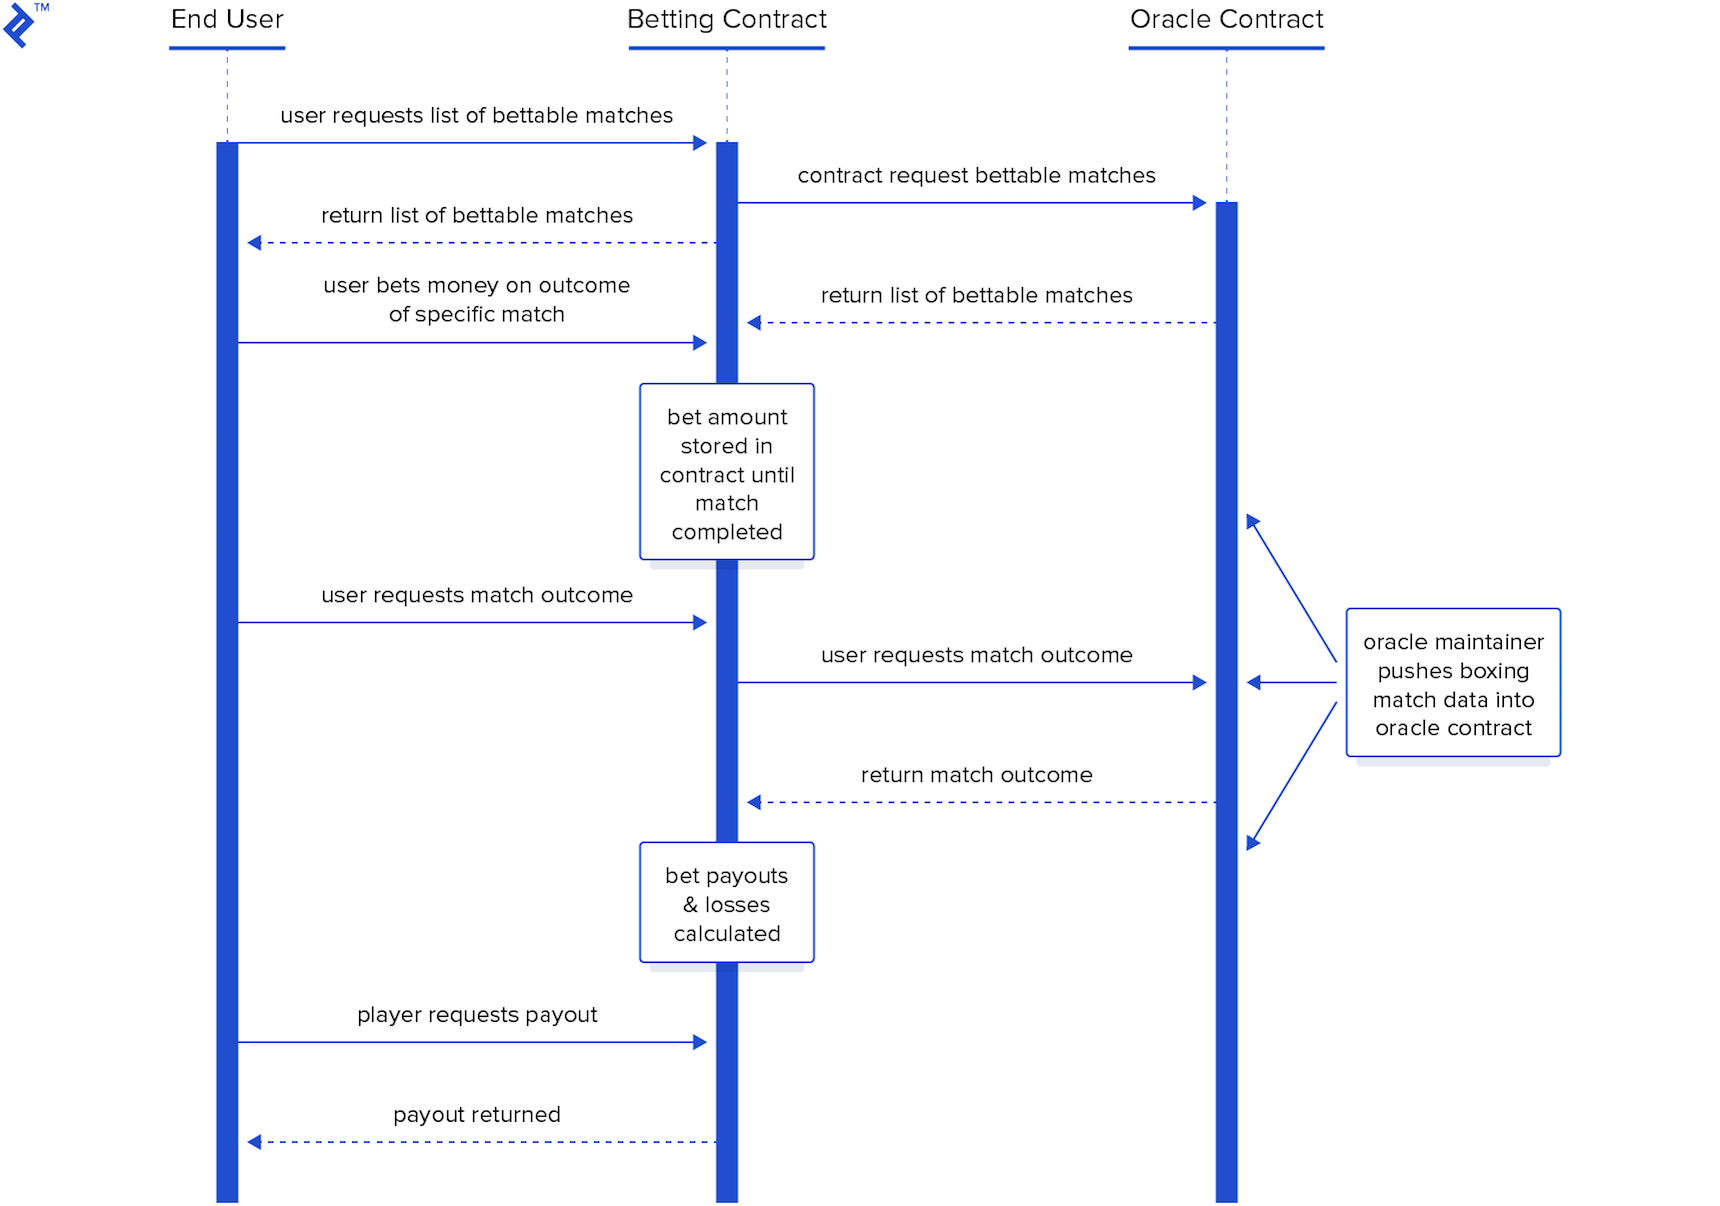 TM
End User
Betting Contract
Oracle Contract
user requests list of bettable matches
contract request bettable matches
return list of bettable matches
user bets money on outcome
of specific match
return list of bettable matches
bet amount
stored in
contract until
match
completed
user requests match outcome
user requests match outcome
oracle maintainer
pushes boxing
match data into
oracle contract
return match outcome
bet payouts
& losses
calculated
player requests payout
payout returned